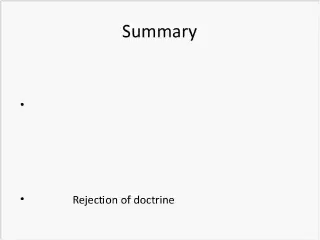 Summary
•
• Rejection of doctrine